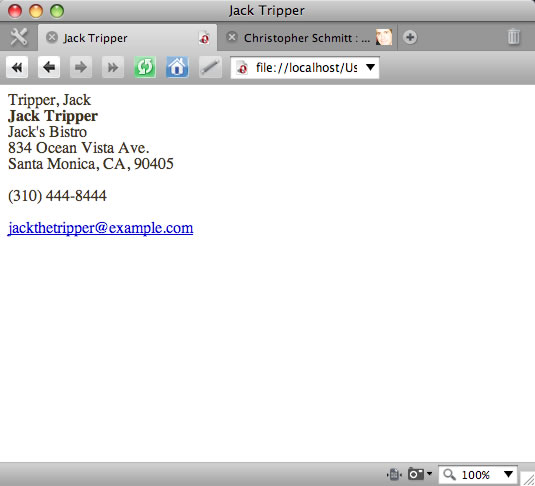 Jack Tripper
Jack Tripper
Christopher Schmitt : ...
file://localhost/Us
Tripper, Jack
Jack Tripper
Jack's Bistro
834 Ocean Vista Ave.
Santa Monica, CA, 90405
(310) 444-8444
jackthetripper@example.com
100%